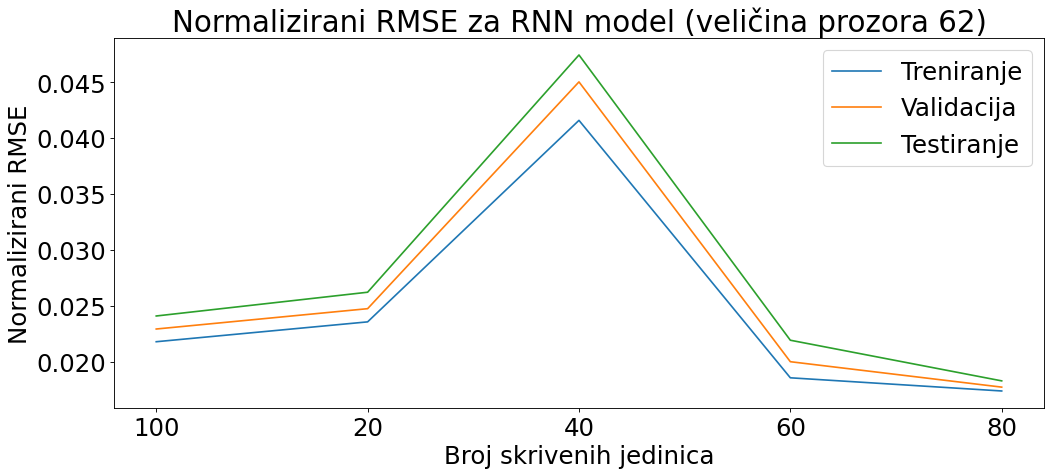 Normalizirani RMSE za RNN model (veličina prozora 62)
Treniranje
Validacija
Testiranje
Normalizirani RMSE
0.045
0.040
0.035
0.030
0.025
0.020
100 20 40 60 80
Broj skrivenih jedinica